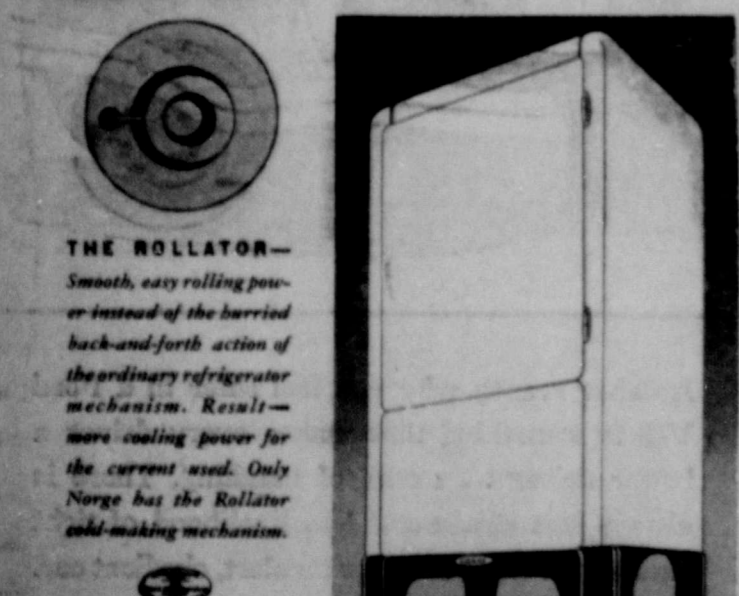 THE ROLLATOR—
Smooth, easy rolling pow-
er instead of the hurried
back-and-forth action of
the ordinary refrigerator
mechanism. Result—
more cooling power for
the current used. Only
Norge has the Rollator
cold-making mechanism.